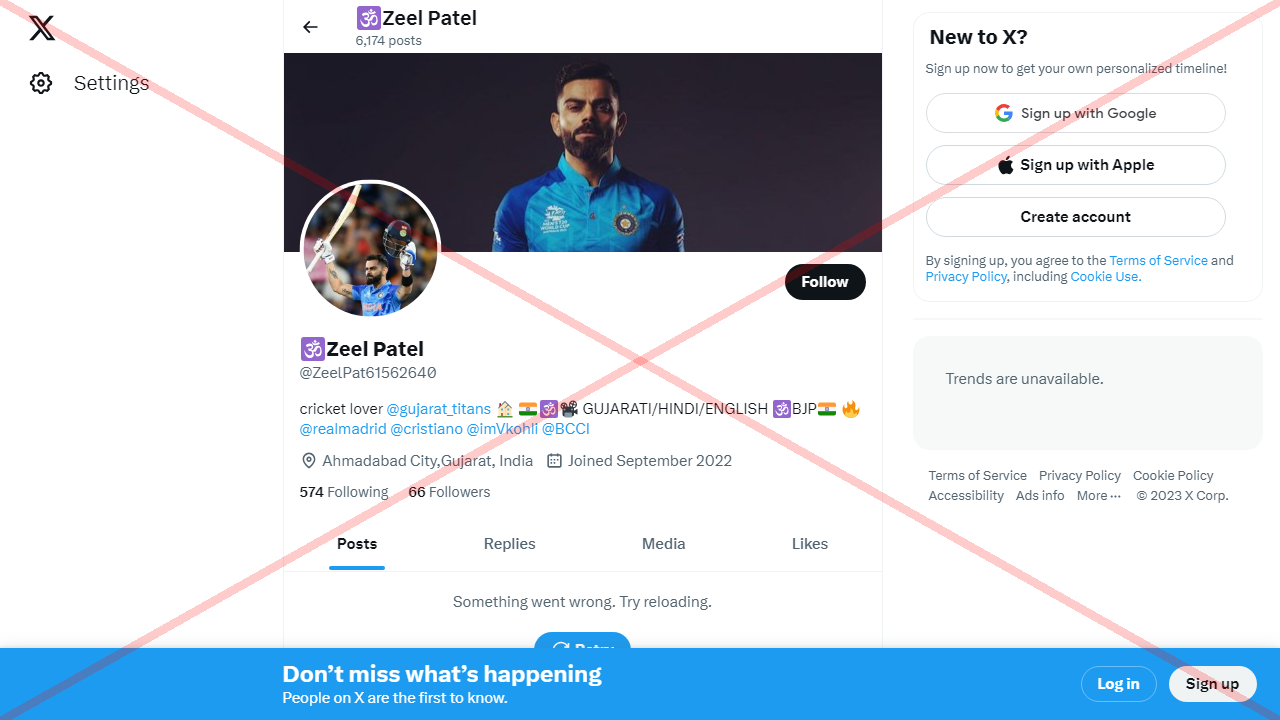 🕉Zeel Patel
6,174 posts
Settings
New to X?
Sign up now to get your own personalized timeline!
Sign up with Google
Sign up with Apple
Create account
By signing up, you agree to the Terms of Service and
Privacy Policy, including Cookie Use.
Follow
🕉Zeel Patel
@ZeelPat61562640
cricket lover @gujarat_titans 🏠 🇮🇳🕉📽 GUJARATI/HINDI/ENGLISH 🕉BJP🇮🇳 🔥
@realmadrid @cristiano @imVkohli @BCCI
Ahmadabad City,Gujarat, India Joined September 2022
574 Following 66 Followers
Posts Replies Media Likes
Something went wrong. Try reloading.
Retry
Trends are unavailable.
Terms of Service Privacy Policy Cookie Policy
Accessibility Ads info More ··· © 2023 X Corp.
Don’t miss what’s happening
People on X are the first to know.
Log in
Sign up